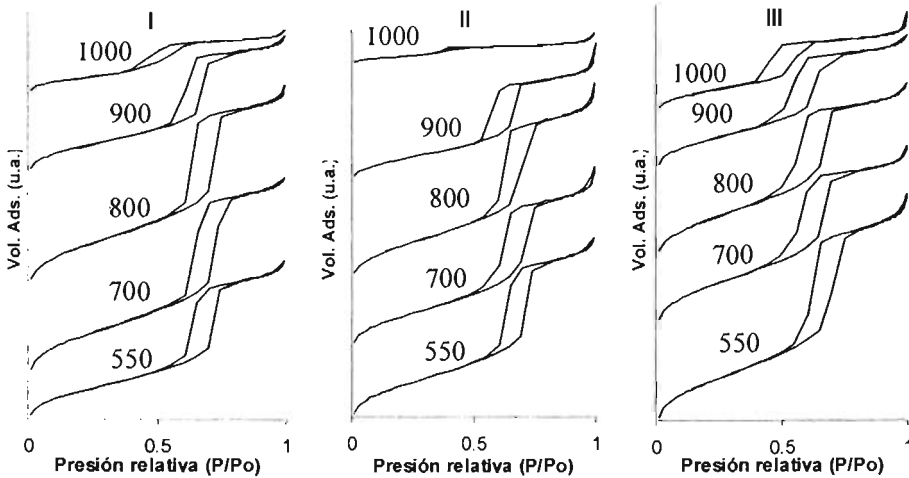 I
1000
900
800
700
550
Vol. Ads. (u.a.)
0 0.5 1
Presión relativa (P/Po)
II
1000
900
800
700
550
Vol. Ads. (u.a.)
0 0.5 1
Presión relativa (P/Po)
III
1000
900
800
700
550
Vol. Ads. (u.a.)
0 0.5 1
Presión relativa (P/Po)